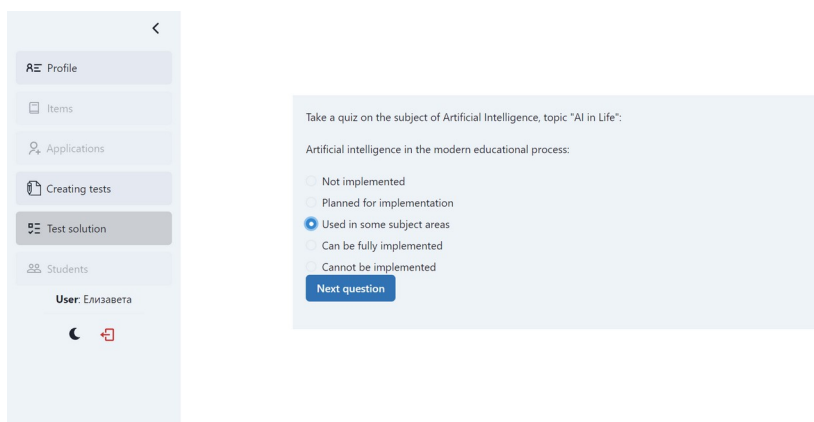 Profile
Items
Applications
Creating tests
Test solution
Students
User: Елизавета
Take a quiz on the subject of Artificial Intelligence, topic "AI in Life":
Artificial intelligence in the modern educational process:
Not implemented
Planned for implementation
Used in some subject areas
Can be fully implemented
Cannot be implemented
Next question